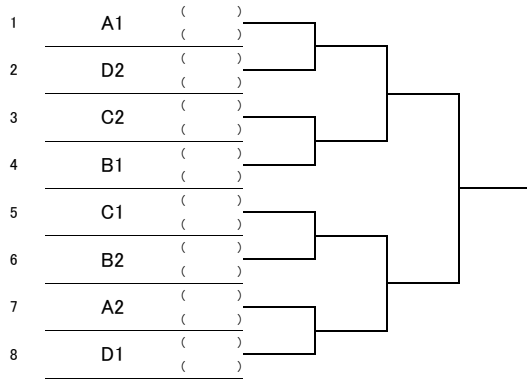 1 A1 ( )
( )
2 D2 ( )
( )
3 C2 ( )
( )
4 B1 ( )
( )
5 C1 ( )
( )
6 B2 ( )
( )
7 A2 ( )
( )
8 D1 ( )
( )